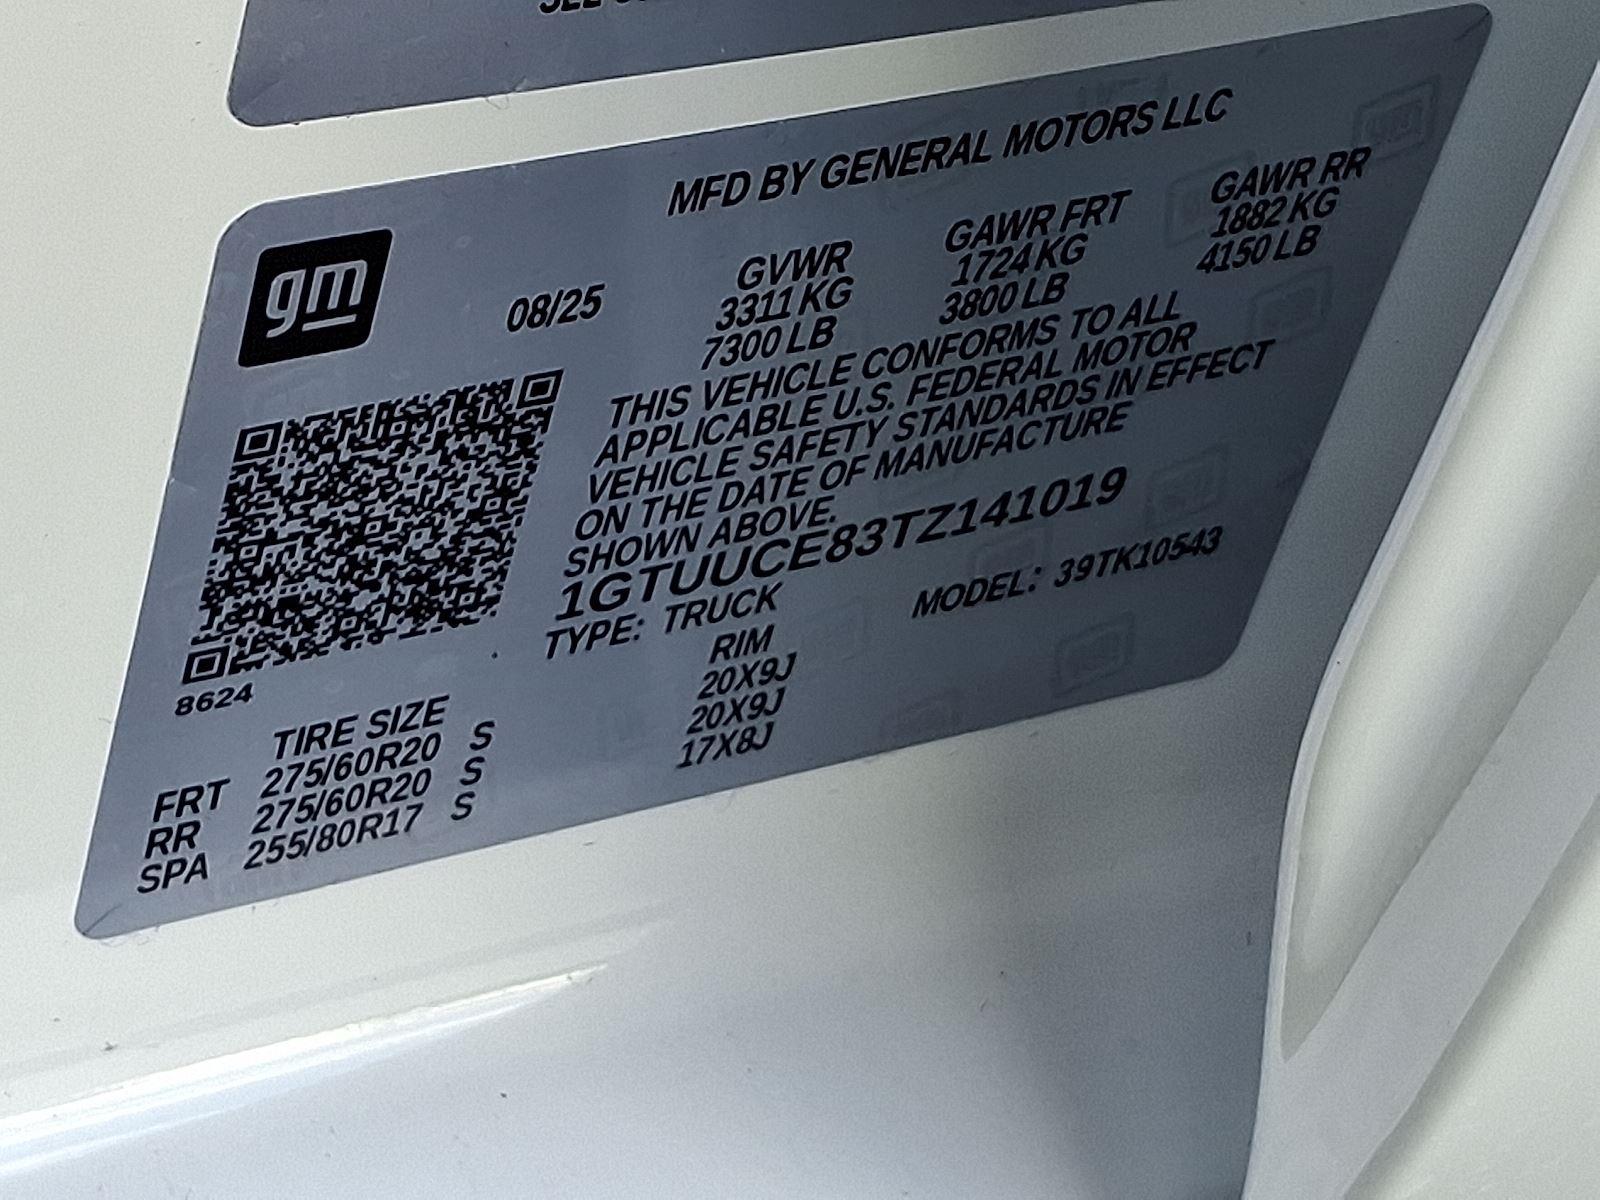 MFD BY GENERAL MOTORS LLC
gm
08/25
GVWR GAWR FRT GAWR RR
3311 KG 1724 KG 1882 KG
7300 LB 3800 LB 4150 LB
THIS VEHICLE CONFORMS TO ALL
APPLICABLE U.S. FEDERAL MOTOR
VEHICLE SAFETY STANDARDS IN EFFECT
ON THE DATE OF MANUFACTURE
SHOWN ABOVE.
1GTUUCE83TZ141019
TYPE: TRUCK MODEL: 39TK10543
8624
TIRE SIZE RIM
FRT 275/60R20 S 20X9J
RR 275/60R20 S 20X9J
SPA 255/80R17 S 17X8J